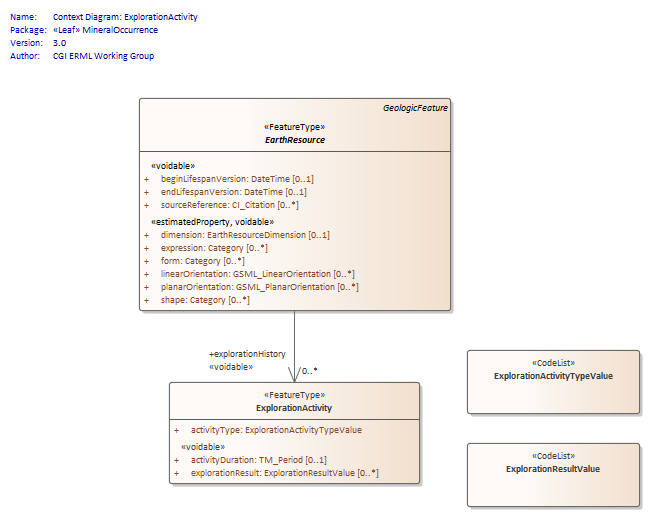 Name: Context Diagram: ExplorationActivity
Package: «Leaf» MineralOccurrence
Version: 3.0
Author: CGI ERML Working Group
GeologicFeature
«FeatureType»
EarthResource
«voidable»
+ beginLifespanVersion: DateTime [0..1]
+ endLifespanVersion: DateTime [0..1]
+ sourceReference: CI_Citation [0..*]
«estimatedProperty, voidable»
+ dimension: EarthResourceDimension [0..1]
+ expression: Category [0..*]
+ form: Category [0..*]
+ linearOrientation: GSML_LinearOrientation [0..*]
+ planarOrientation: GSML_PlanarOrientation [0..*]
+ shape: Category [0..*]
+explorationHistory
«voidable»
0..*
«FeatureType»
ExplorationActivity
+ activityType: ExplorationActivityTypeValue
«voidable»
+ activityDuration: TM_Period [0..1]
+ explorationResult: ExplorationResultValue [0..*]
«CodeList»
ExplorationActivityTypeValue
«CodeList»
ExplorationResultValue